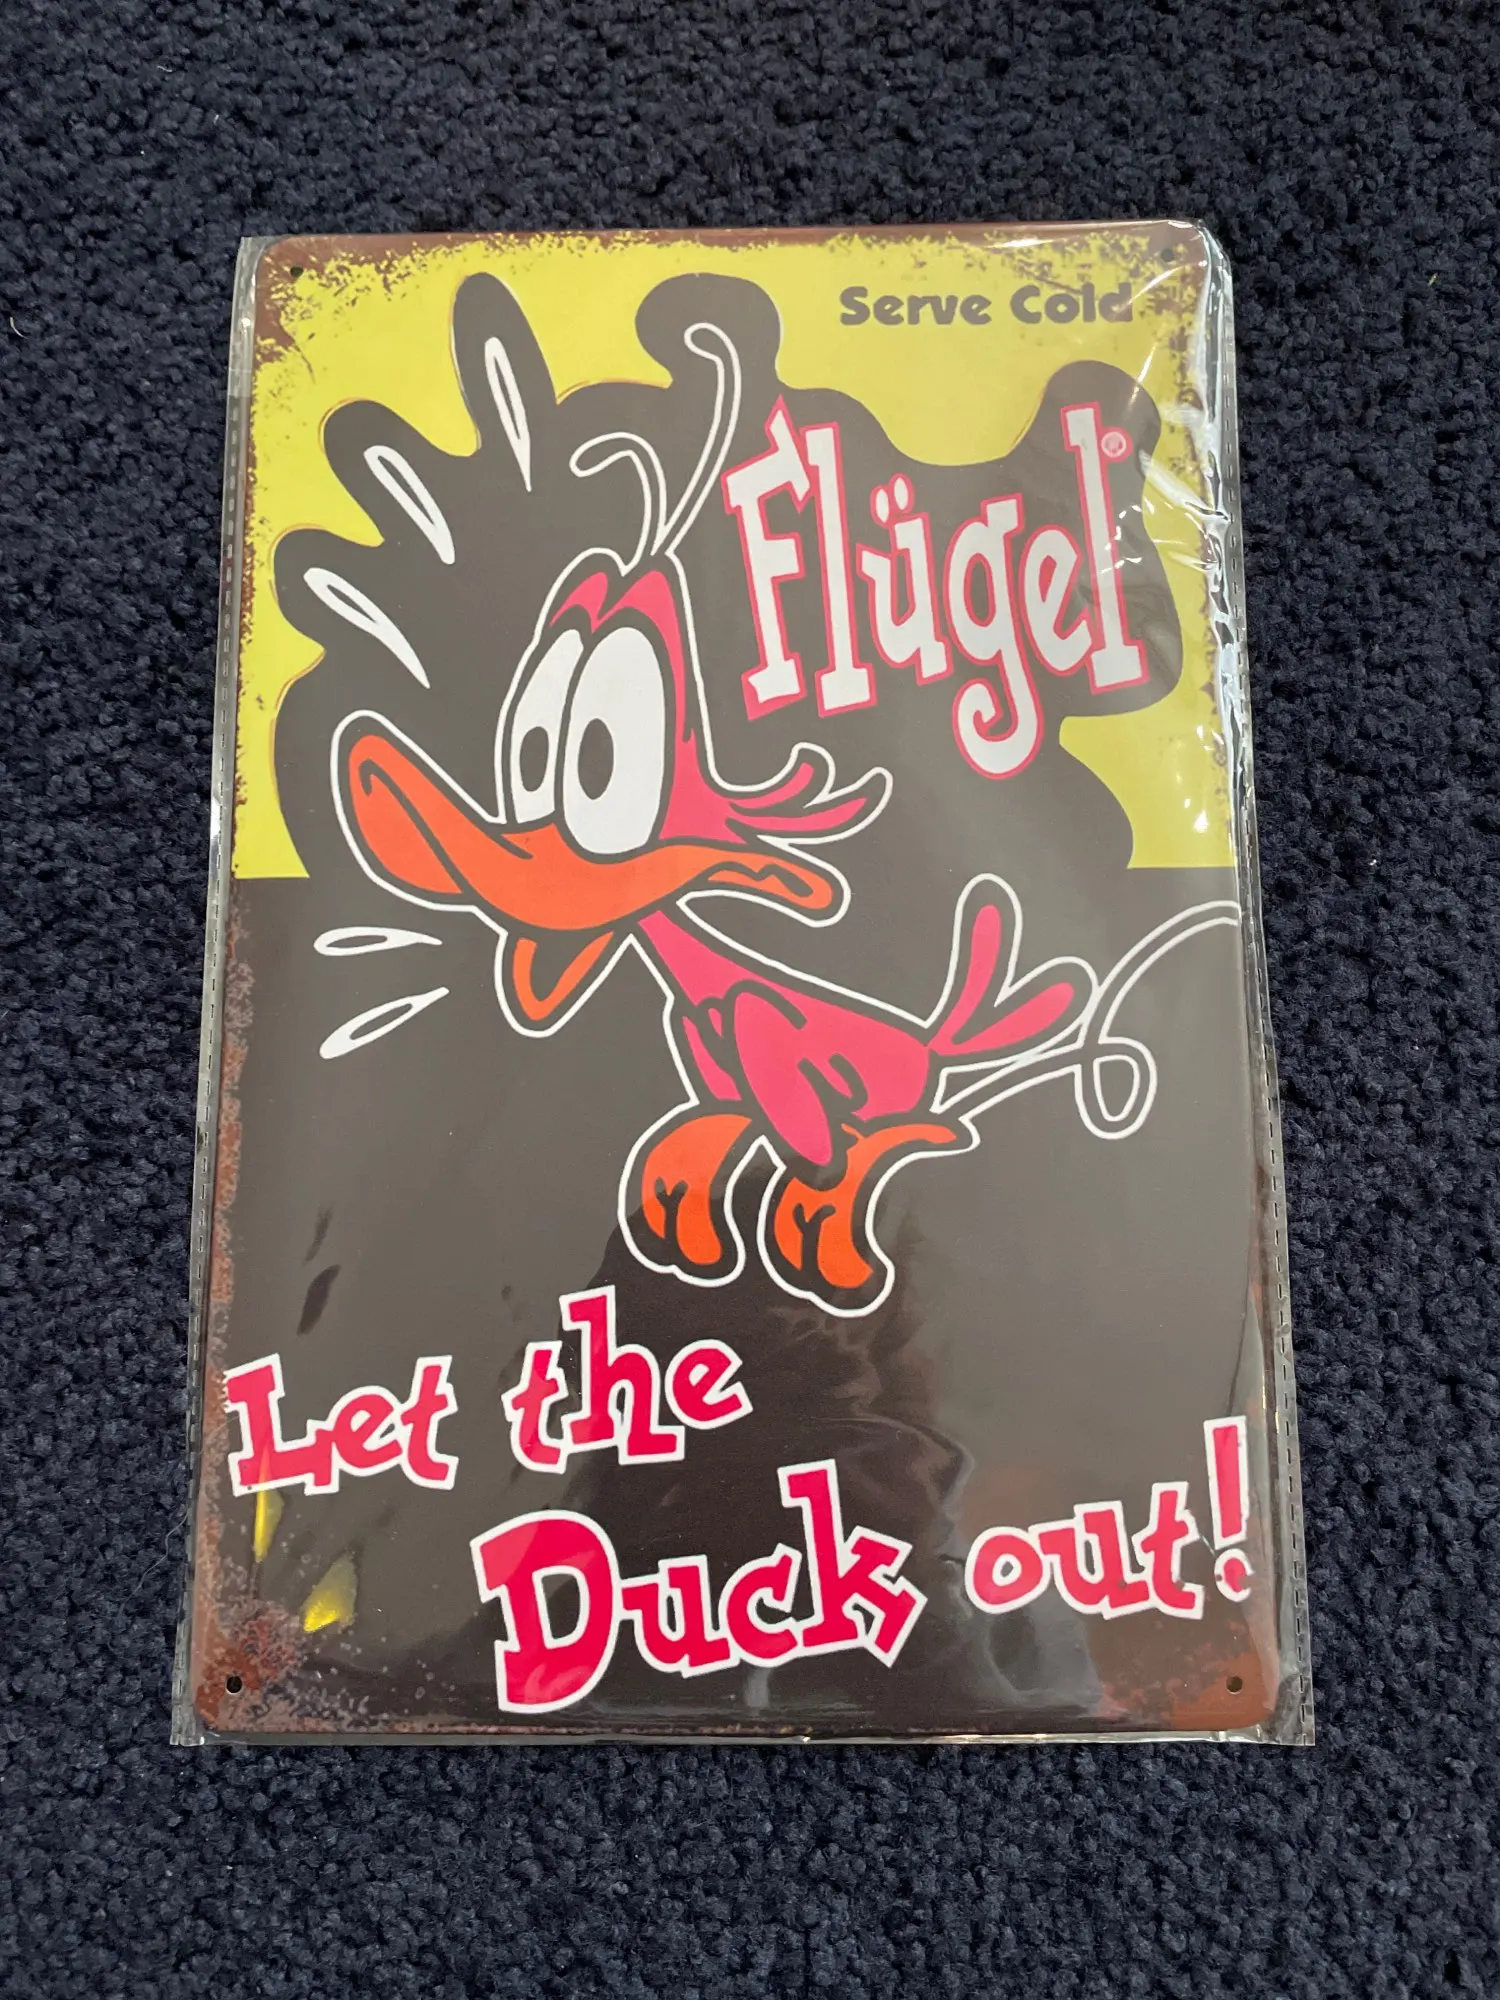 Serve Cold
Flügel®
Let the
Duck out!